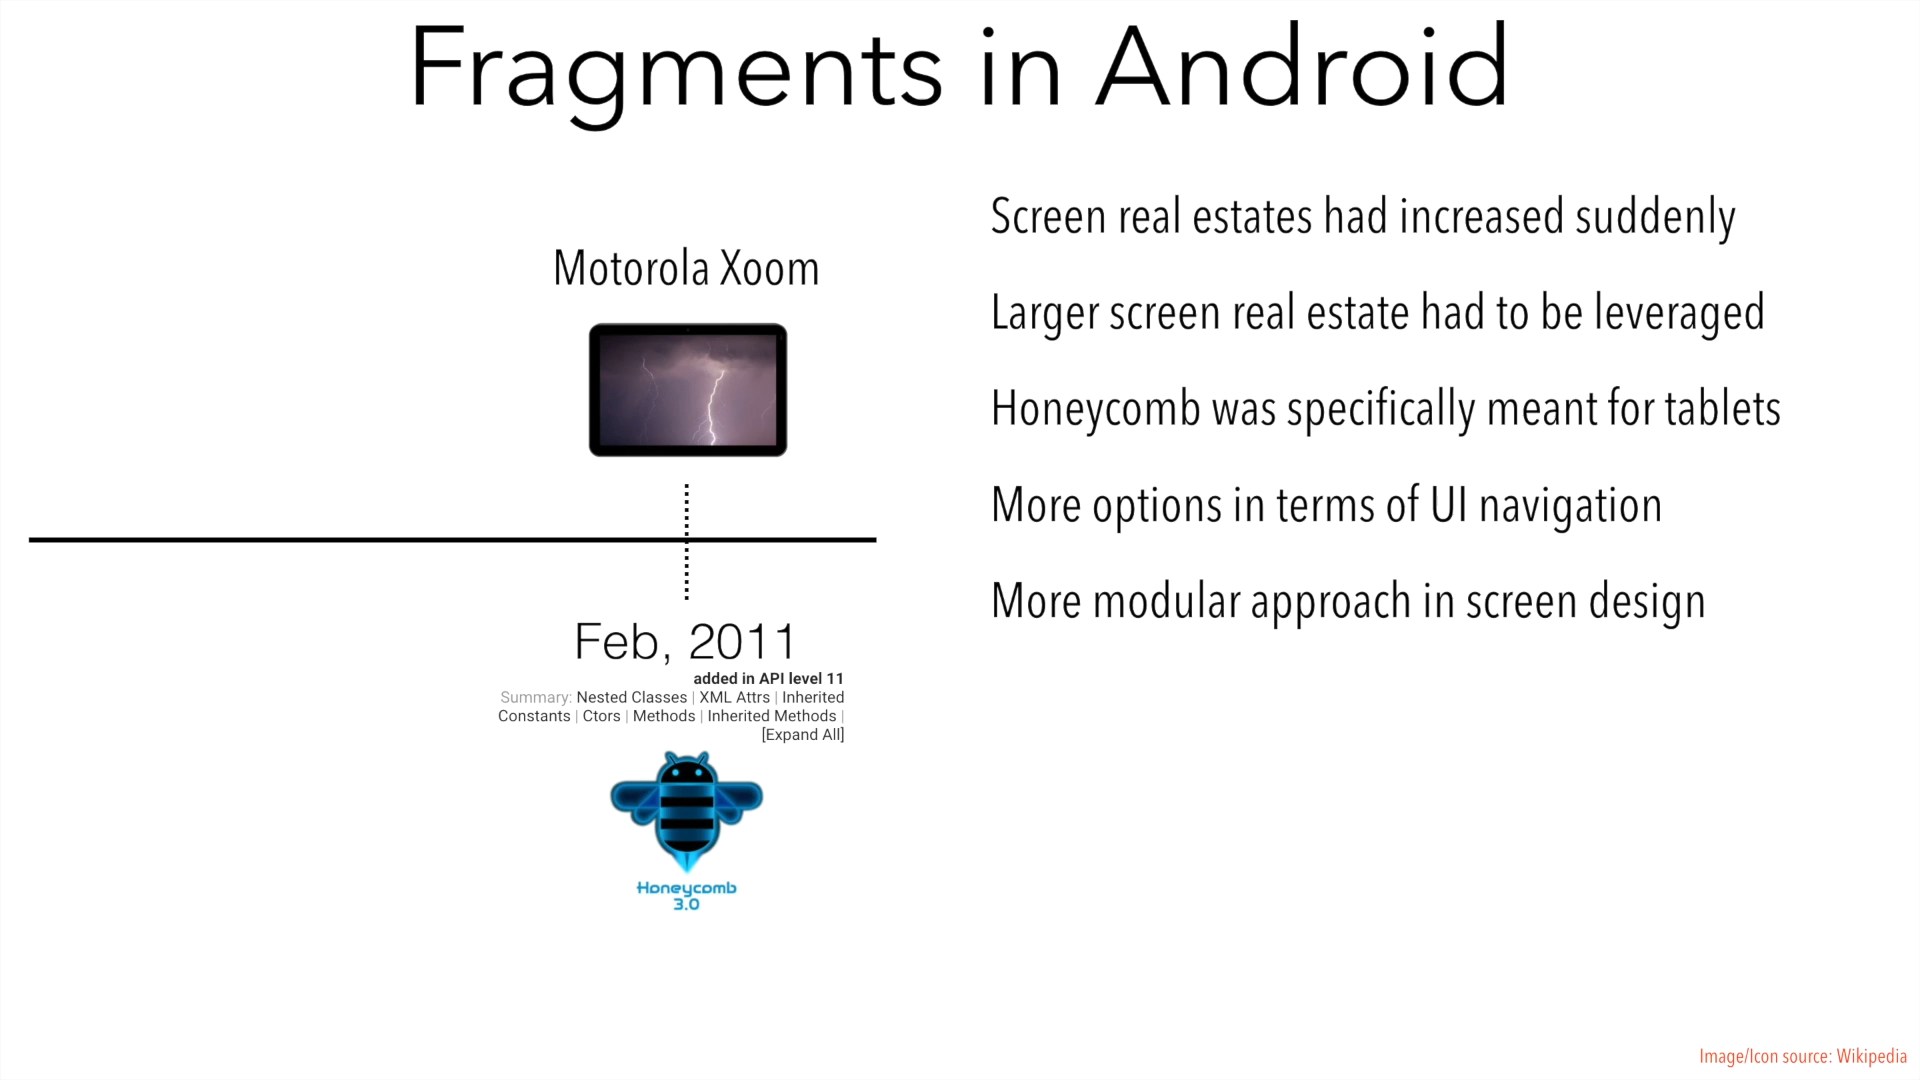 Fragments in Android
Motorola Xoom
Feb, 2011
added in API level 11
Summary: Nested Classes | XML Attrs | Inherited
Constants | Ctors | Methods | Inherited Methods |
[Expand All]
Honeycomb
3.0
Screen real estates had increased suddenly
Larger screen real estate had to be leveraged
Honeycomb was specifically meant for tablets
More options in terms of UI navigation
More modular approach in screen design
Image/Icon source: Wikipedia